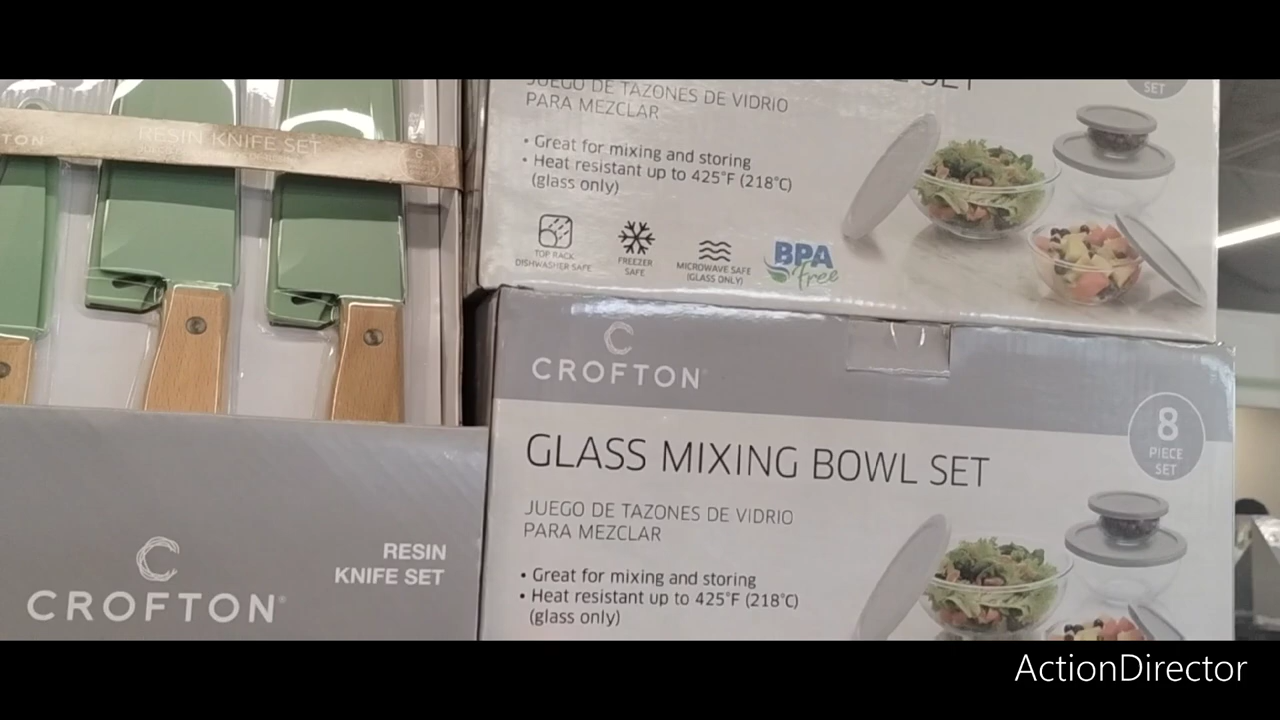 RESIN KNIFE SET
6
SET
JUEGO DE TAZONES DE VIDRIO
PARA MEZCLAR
• Great for mixing and storing
• Heat resistant up to 425°F (218°C)
(glass only)
TOP RACK
DISHWASHER SAFE
FREEZER
SAFE
MICROWAVE SAFE
(GLASS ONLY)
BPA
free
CROFTON
8
PIECE
SET
GLASS MIXING BOWL SET
JUEGO DE TAZONES DE VIDRIO
PARA MEZCLAR
• Great for mixing and storing
• Heat resistant up to 425°F (218°C)
(glass only)
RESIN
KNIFE SET
CROFTON®
ActionDirector